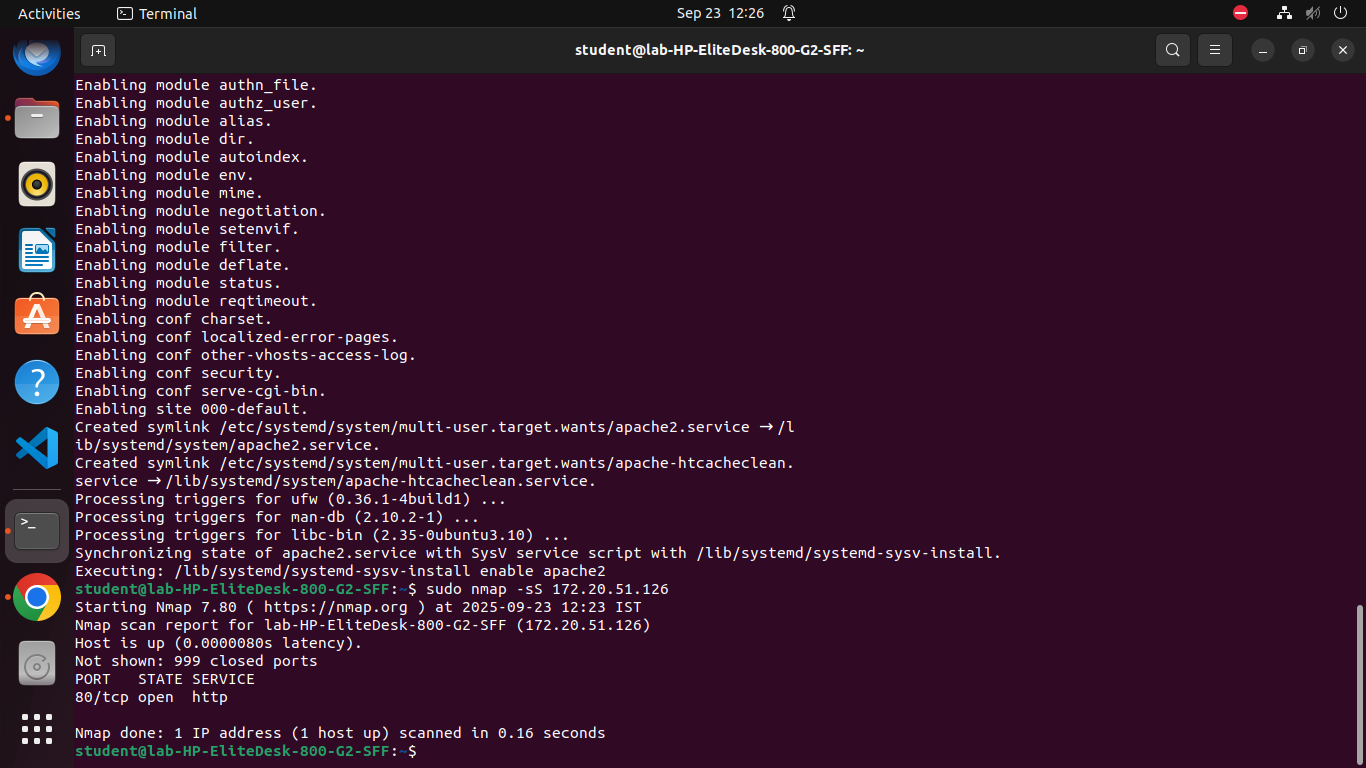 Activities
Terminal
Sep 23 12:26
student@lab-HP-EliteDesk-800-G2-SFF: ~
Enabling module authn_file.
Enabling module authz_user.
Enabling module alias.
Enabling module dir.
Enabling module autoindex.
Enabling module env.
Enabling module mime.
Enabling module negotiation.
Enabling module setenvif.
Enabling module filter.
Enabling module deflate.
Enabling module status.
Enabling module reqtimeout.
Enabling conf charset.
Enabling conf localized-error-pages.
Enabling conf other-vhosts-access-log.
Enabling conf security.
Enabling conf serve-cgi-bin.
Enabling site 000-default.
Created symlink /etc/systemd/system/multi-user.target.wants/apache2.service → /l
ib/systemd/system/apache2.service.
Created symlink /etc/systemd/system/multi-user.target.wants/apache-htcacheclean.
service → /lib/systemd/system/apache-htcacheclean.service.
Processing triggers for ufw (0.36.1-4build1) ...
Processing triggers for man-db (2.10.2-1) ...
Processing triggers for libc-bin (2.35-0ubuntu3.10) ...
Synchronizing state of apache2.service with SysV service script with /lib/systemd/systemd-sysv-install.
Executing: /lib/systemd/systemd-sysv-install enable apache2
student@lab-HP-EliteDesk-800-G2-SFF:~$ sudo nmap -sS 172.20.51.126
Starting Nmap 7.80 ( https://nmap.org ) at 2025-09-23 12:23 IST
Nmap scan report for lab-HP-EliteDesk-800-G2-SFF (172.20.51.126)
Host is up (0.0000080s latency).
Not shown: 999 closed ports
PORT   STATE SERVICE
80/tcp open  http
Nmap done: 1 IP address (1 host up) scanned in 0.16 seconds
student@lab-HP-EliteDesk-800-G2-SFF:~$